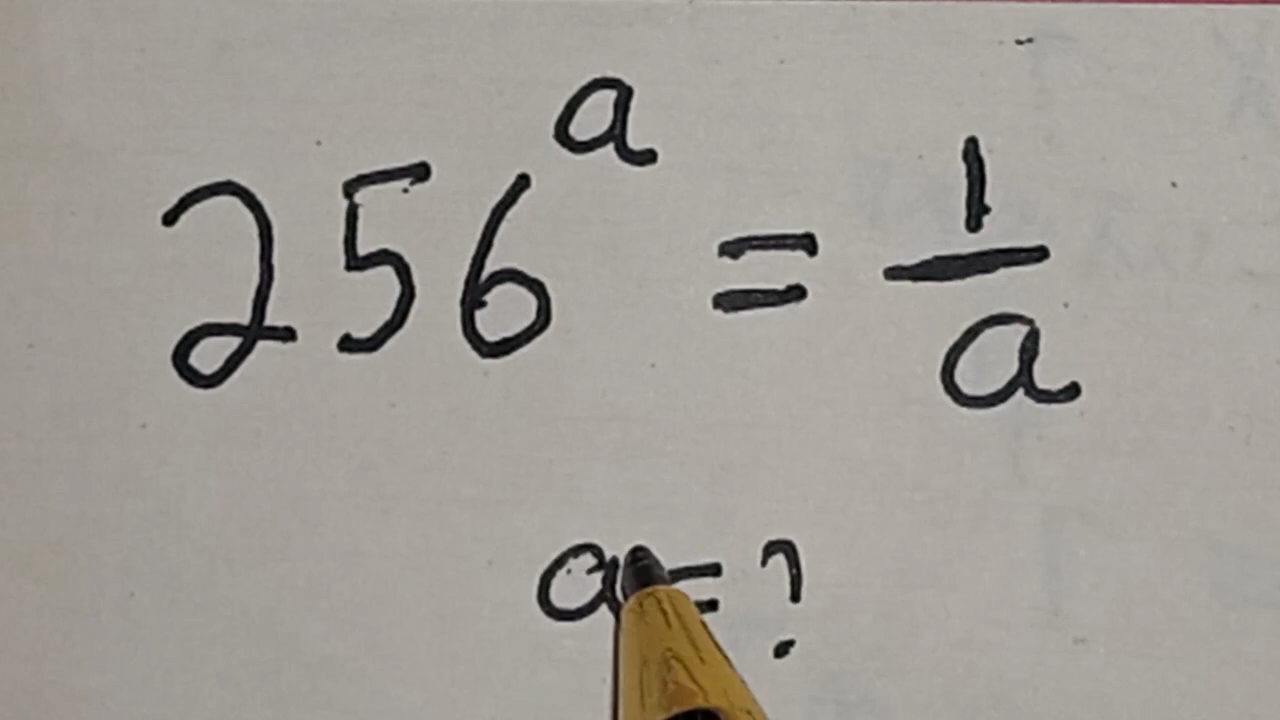 256^a = 1/a
a = ?